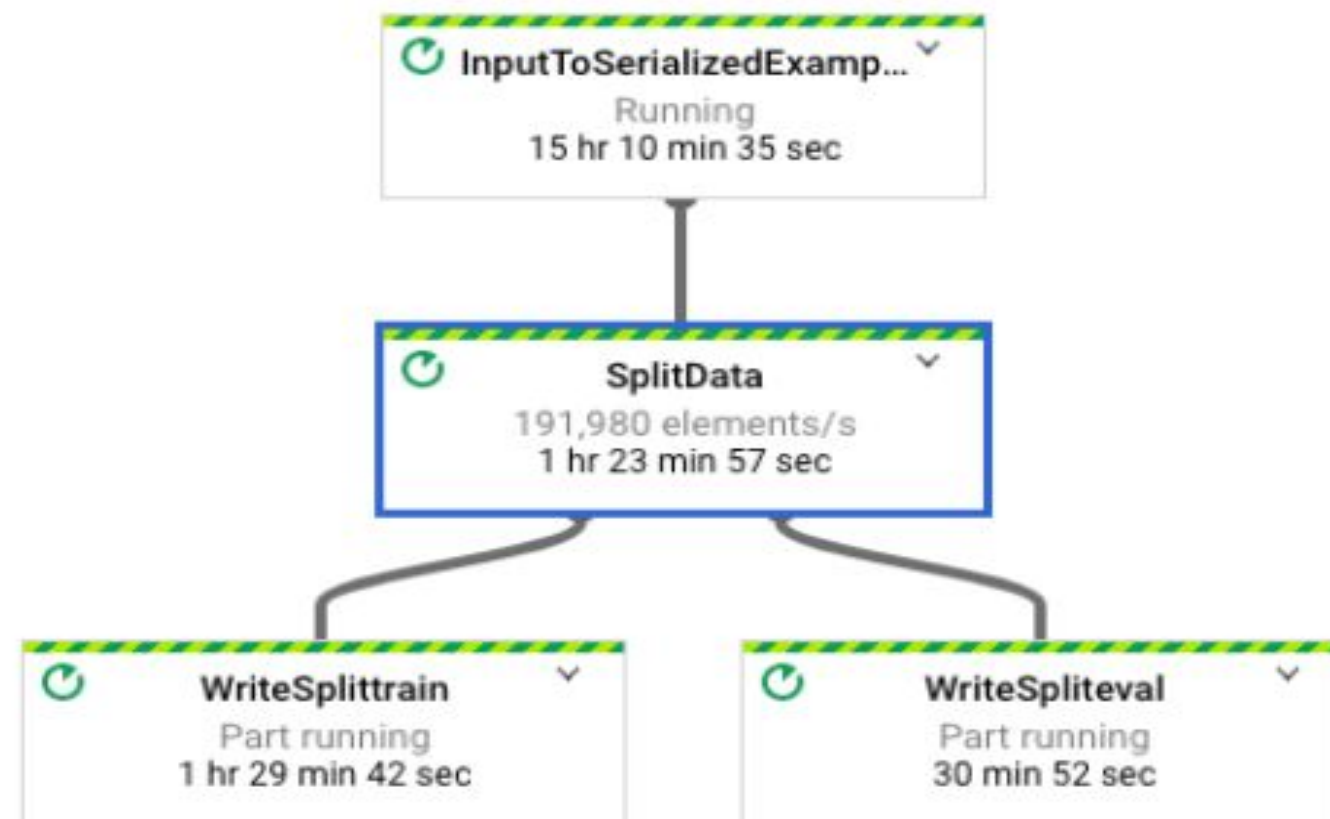 InputToSerializedExamp...
Running
15 hr 10 min 35 sec
SplitData
191,980 elements/s
1 hr 23 min 57 sec
WriteSplittrain
Part running
1 hr 29 min 42 sec
WriteSpliteval
Part running
30 min 52 sec